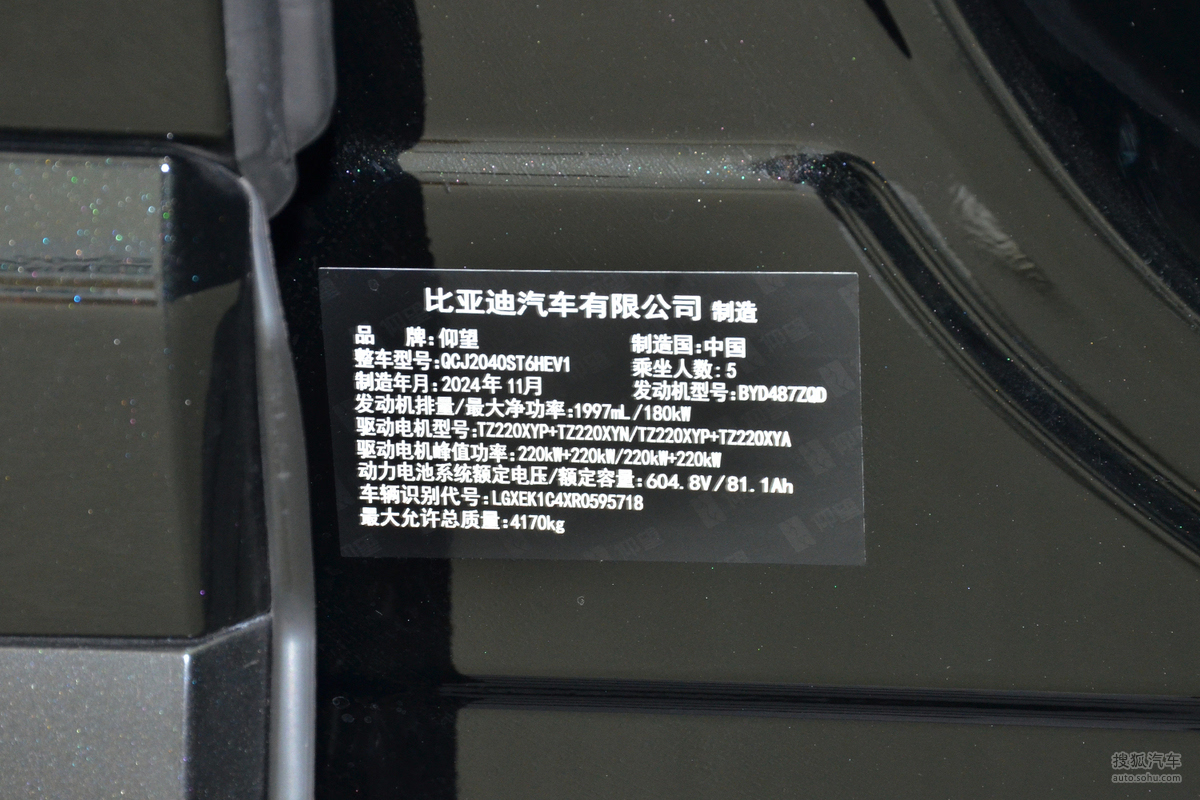 比亚迪汽车有限公司 制造
品 牌:仰望 制造国:中国
整车型号:QCJ2040ST6HEV1 乘坐人数:5
制造年月:2024年11月 发动机型号:BYD487ZQD
发动机排量/最大净功率:1997mL/180kW
驱动电机型号:TZ220XYP+TZ220XYN/TZ220XYP+TZ220XYA
驱动电机峰值功率:220kW+220kW/220kW+220kW
动力电池系统额定电压/额定容量:604.8V/81.1Ah
车辆识别代号:LGXEK1C4XR0595718
最大允许总质量:4170kg
搜狐汽车
auto.sohu.com